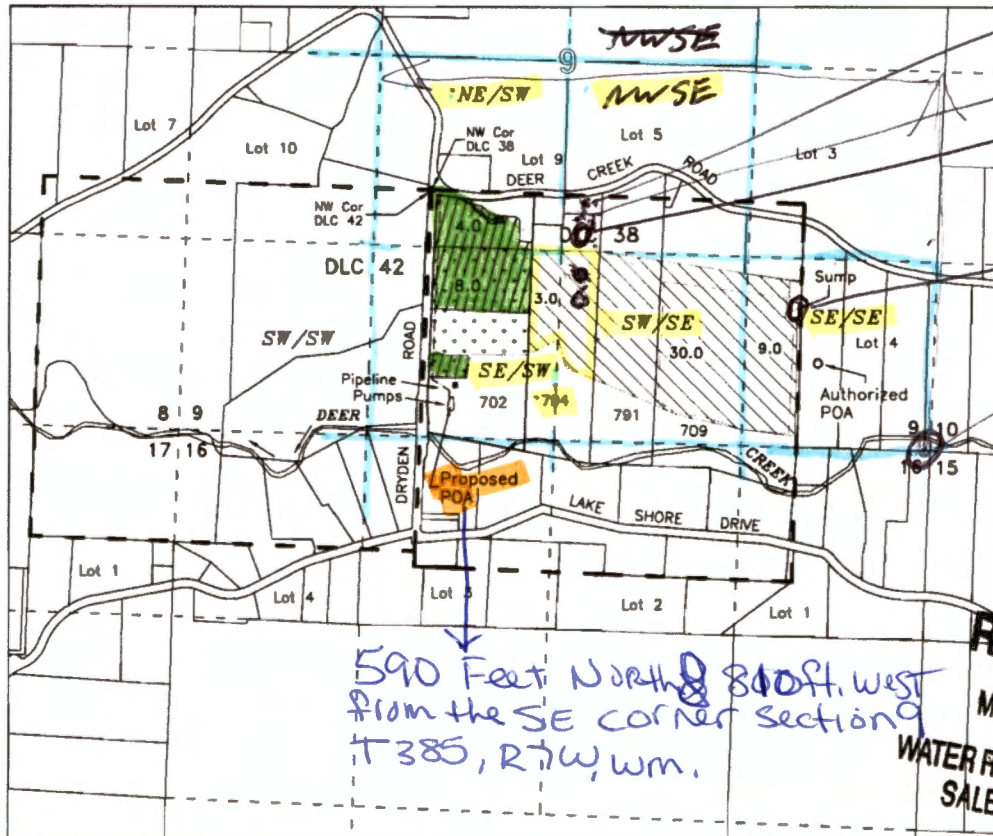 NWSE
9
NE/SW
NWSE
Lot 7
Lot 10
NW Cor
DLC 38
Lot 9
Lot 5
Lot 3
DEER CREEK ROAD
NW Cor
DLC 42
4.0
38
DLC 42
8.0
3.0
Sump
SW/SW
SW/SE
SE/SE
30.0
9.0
Lot 4
ROAD
SE/SW
Pipeline
Pumps
702
704
791
709
Authorized
POA
8 9
17 16
DEER
CREEK
9 10
16 15
DRYDEN
Proposed
POA
LAKE SHORE DRIVE
Lot 1
Lot 4
Lot 3
Lot 2
Lot 1
590 Feet North & 800ft. west
from the SE corner section 9
T38S, R7W, wm.
R
M
WATER R
SALE